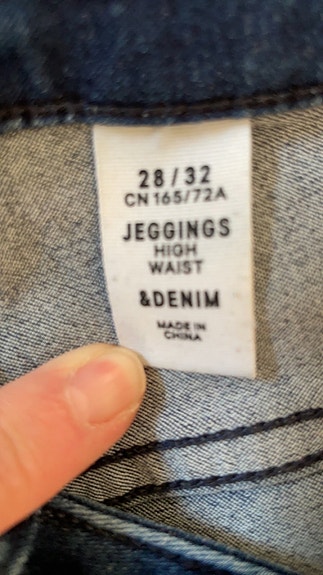 28/32
CN 165/72A
JEGGINGS
HIGH
WAIST
&DENIM
MADE IN
CHINA